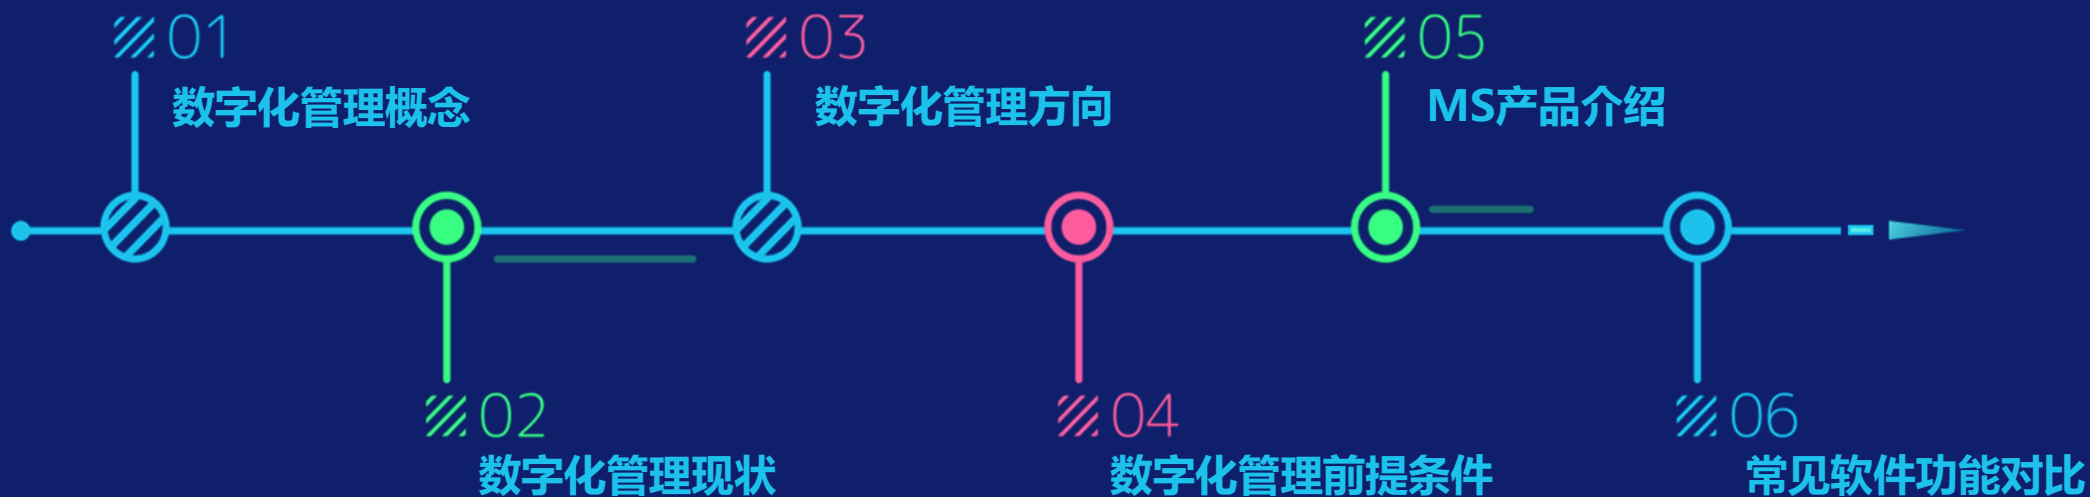 01
数字化管理概念
02
数字化管理现状
03
数字化管理方向
04
数字化管理前提条件
05
MS产品介绍
06
常见软件功能对比